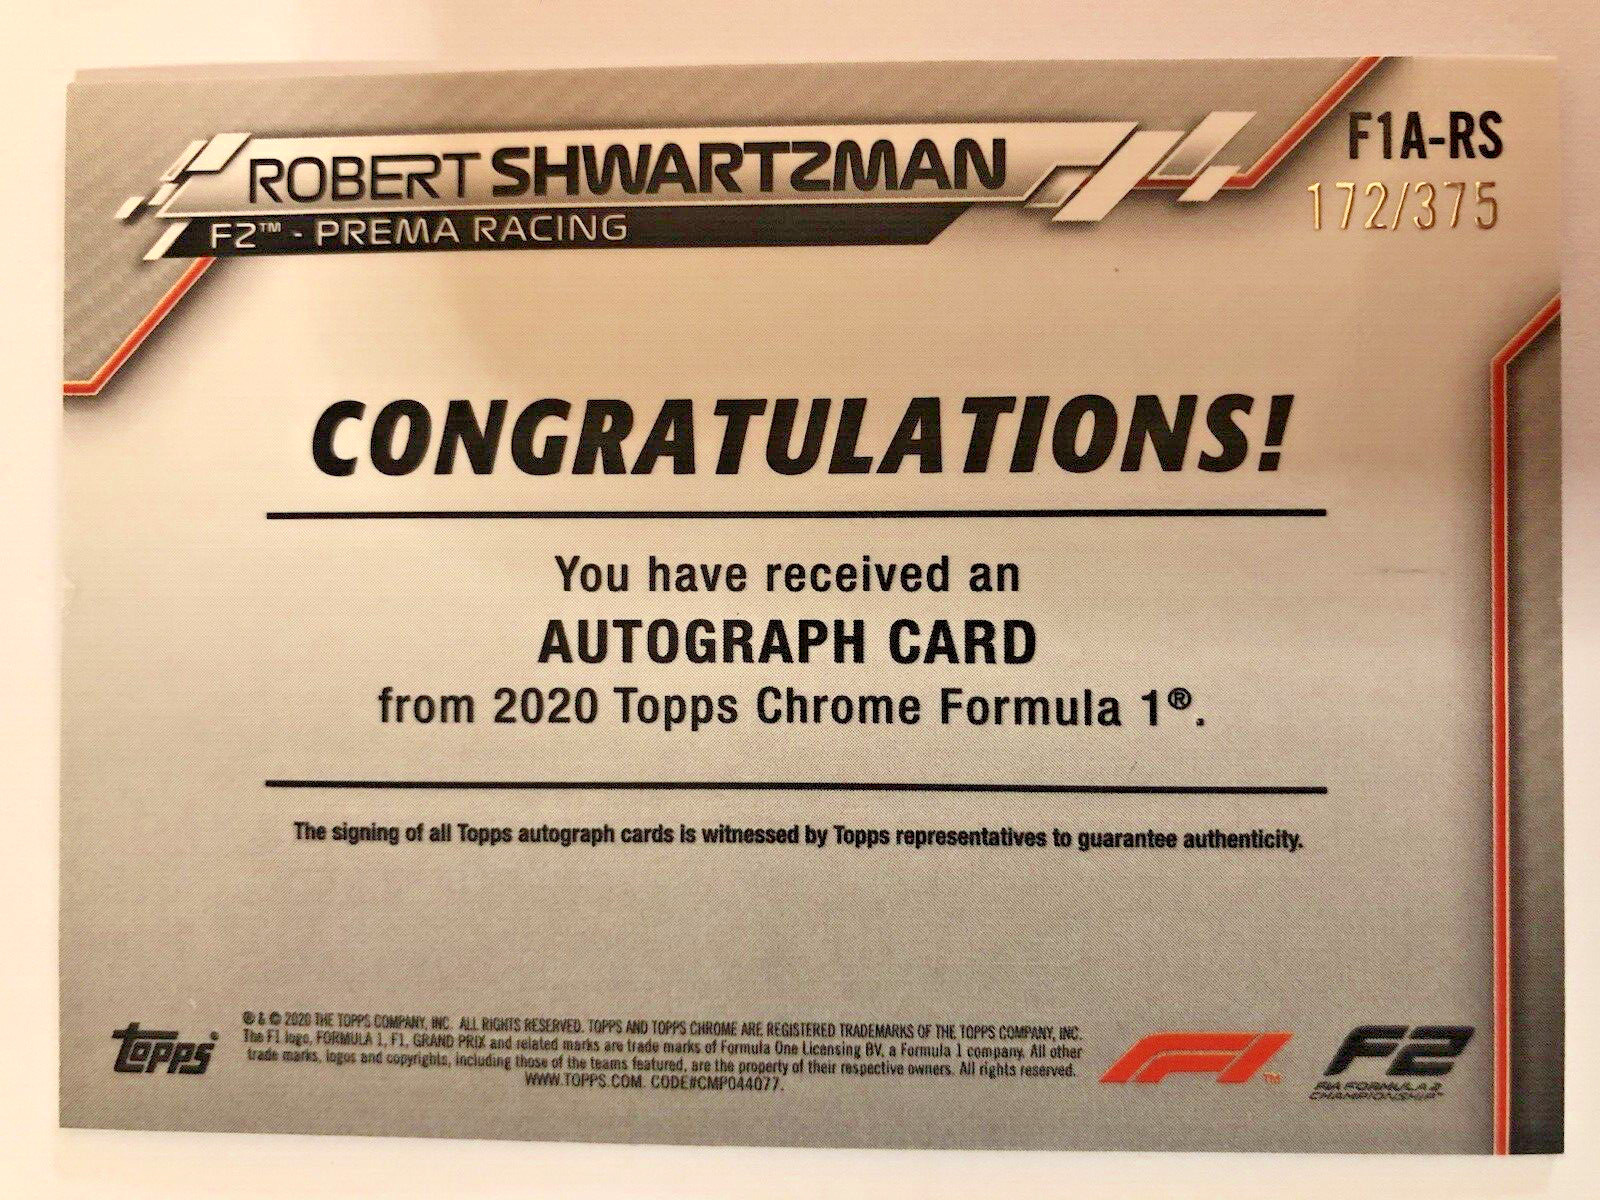 ROBERT SHWARTZMAN
F2™ - PREMA RACING
F1A-RS
172/375
CONGRATULATIONS!
You have received an
AUTOGRAPH CARD
from 2020 Topps Chrome Formula 1®.
The signing of all Topps autograph cards is witnessed by Topps representatives to guarantee authenticity.
topps®
® & © 2020 THE TOPPS COMPANY, INC. ALL RIGHTS RESERVED. TOPPS AND TOPPS CHROME ARE REGISTERED TRADEMARKS OF THE TOPPS COMPANY, INC.
The F1 logo, FORMULA 1, F1, GRAND PRIX and related marks are trade marks of Formula One Licensing BV, a Formula 1 company. All other
trade marks, logos and copyrights, including those of the teams featured, are the property of their respective owners. All rights reserved.
WWW.TOPPS.COM. CODE#CMP044077.
F1™
F2
FIA FORMULA 2
CHAMPIONSHIP™